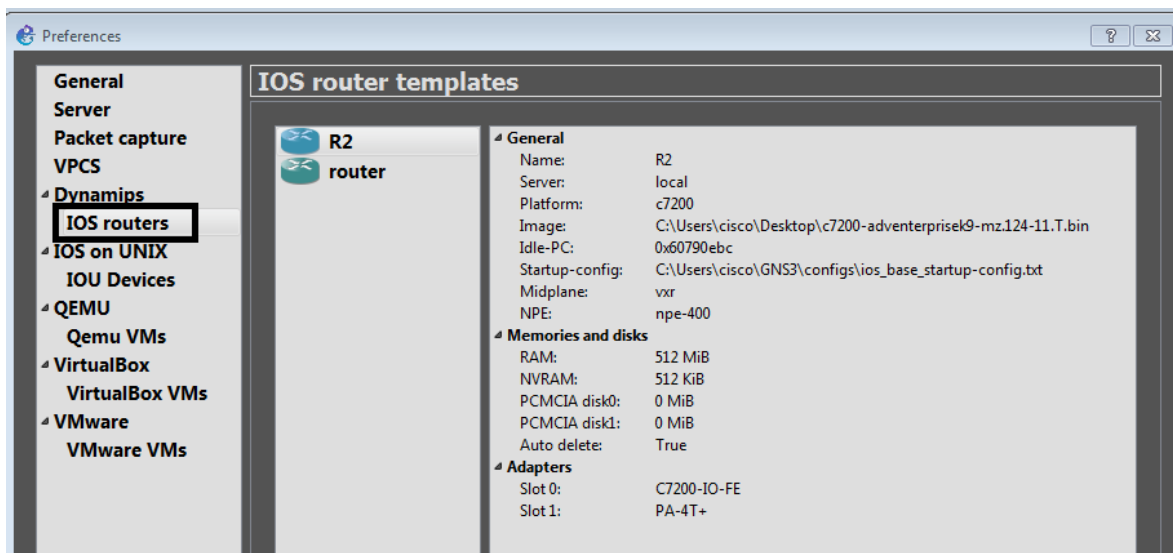 Preferences
General
Server
Packet capture
VPCS
Dynamips
IOS routers
IOS on UNIX
IOU Devices
QEMU
Qemu VMs
VirtualBox
VirtualBox VMs
VMware
VMware VMs
IOS router templates
R2
router
General
Name: R2
Server: local
Platform: c7200
Image: C:\Users\cisco\Desktop\c7200-adventerprisek9-mz.124-11.T.bin
Idle-PC: 0x60790ebc
Startup-config: C:\Users\cisco\GNS3\configs\ios_base_startup-config.txt
Midplane: vxr
NPE: npe-400
Memories and disks
RAM: 512 MiB
NVRAM: 512 KiB
PCMCIA disk0: 0 MiB
PCMCIA disk1: 0 MiB
Auto delete: True
Adapters
Slot 0: C7200-IO-FE
Slot 1: PA-4T+